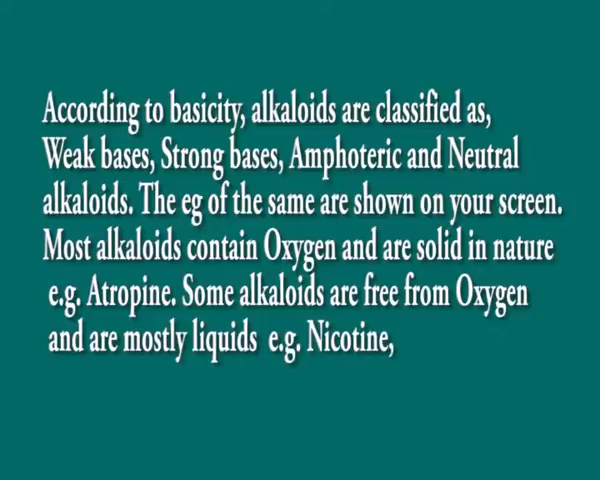 According to basicity, alkaloids are classified as,
Weak bases, Strong bases, Amphoteric and Neutral
alkaloids. The eg of the same are shown on your screen.
Most alkaloids contain Oxygen and are solid in nature
e.g. Atropine. Some alkaloids are free from Oxygen
and are mostly liquids e.g. Nicotine,